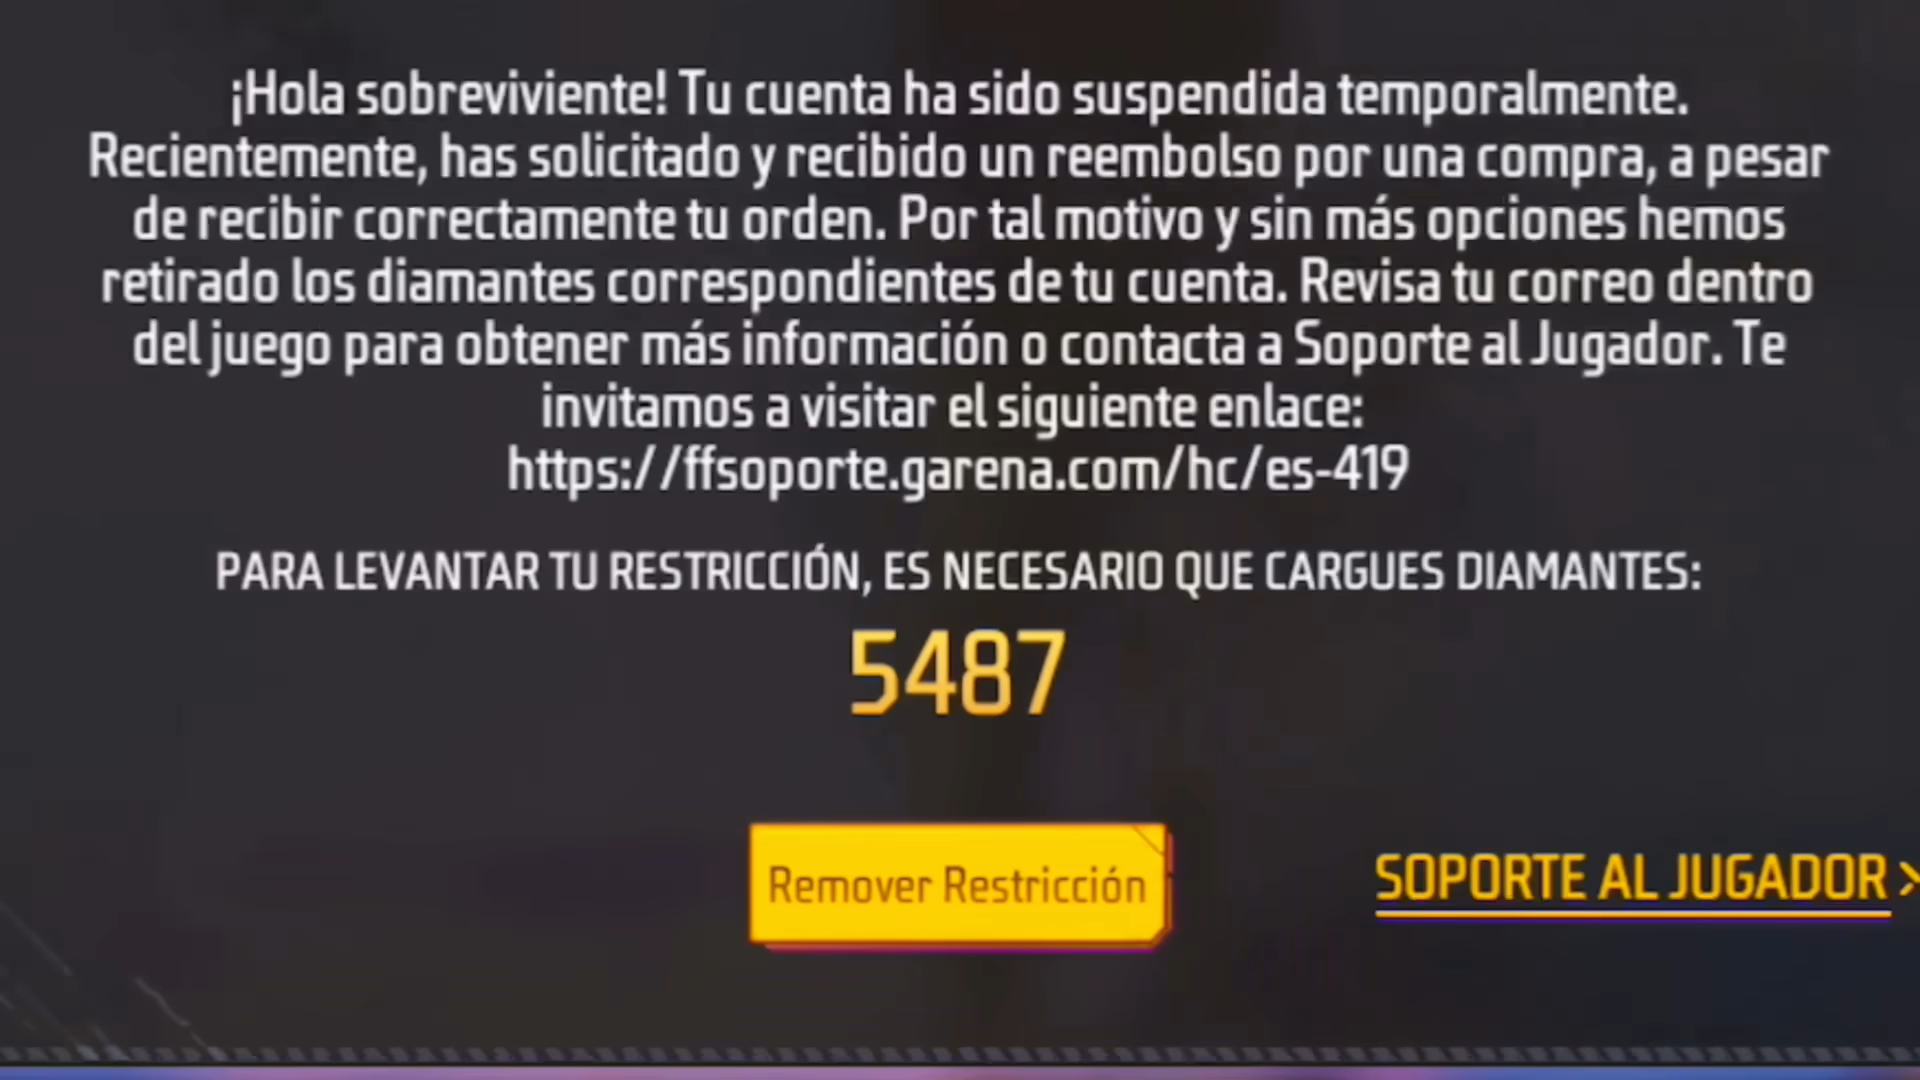 ¡Hola sobreviviente! Tu cuenta ha sido suspendida temporalmente.
Recientemente, has solicitado y recibido un reembolso por una compra, a pesar
de recibir correctamente tu orden. Por tal motivo y sin más opciones hemos
retirado los diamantes correspondientes de tu cuenta. Revisa tu correo dentro
del juego para obtener más información o contacta a Soporte al Jugador. Te
invitamos a visitar el siguiente enlace:
https://ffsoporte.garena.com/hc/es-419
PARA LEVANTAR TU RESTRICCIÓN, ES NECESARIO QUE CARGUES DIAMANTES:
5487
Remover Restricción
SOPORTE AL JUGADOR >